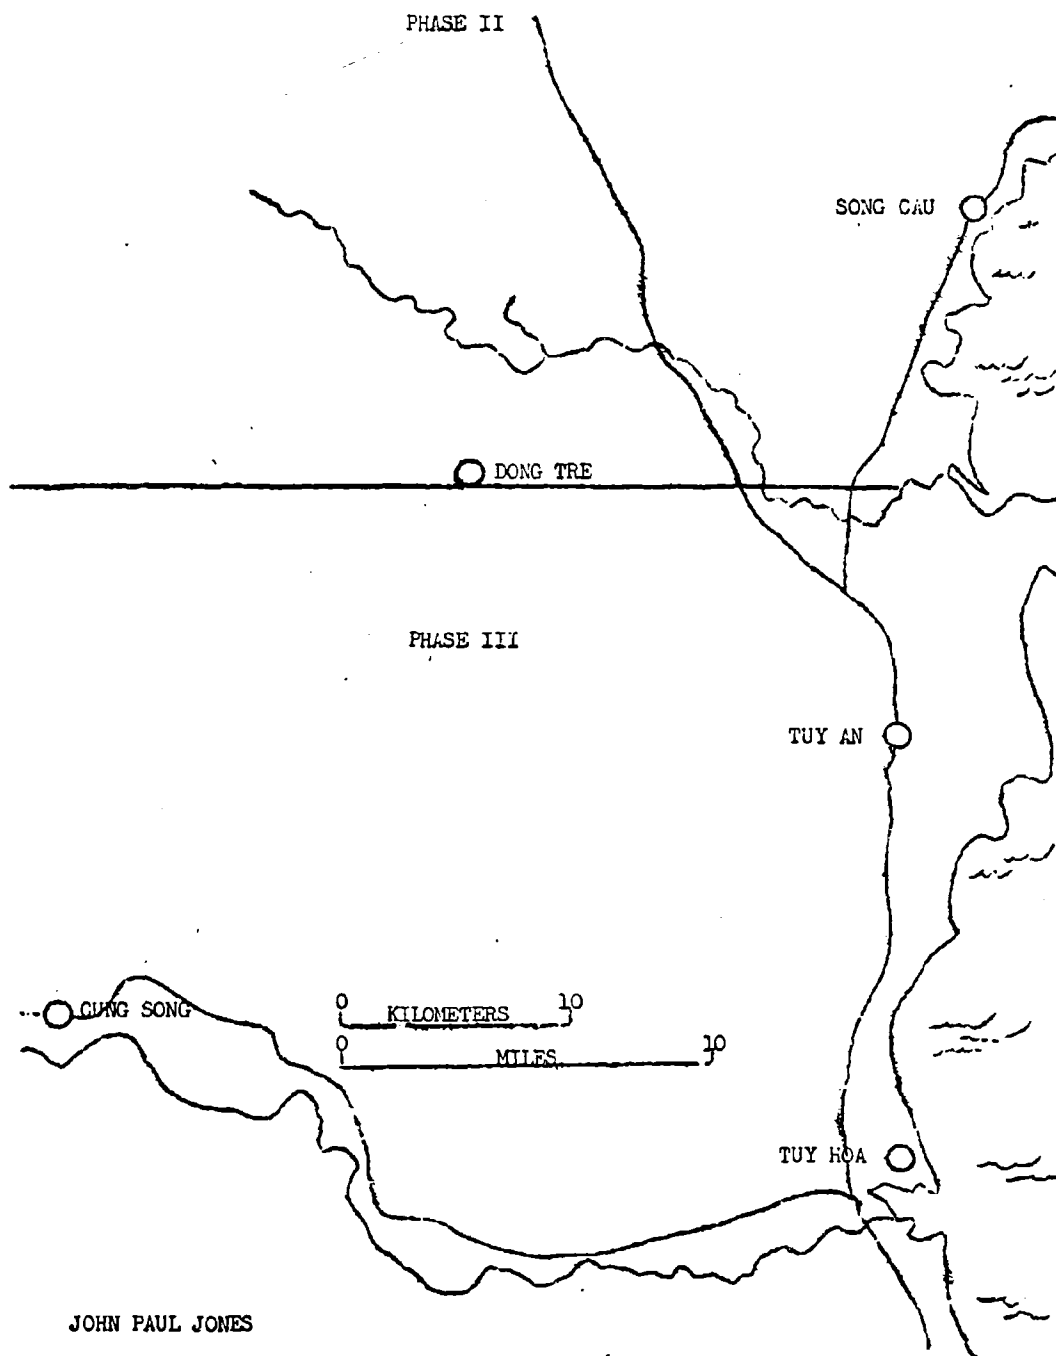 PHASE II
SONG CAU
DONG TRE
PHASE III
TUY AN
CUNG SONG
0 10
KILOMETERS
0 10
MILES
TUY HOA
JOHN PAUL JONES